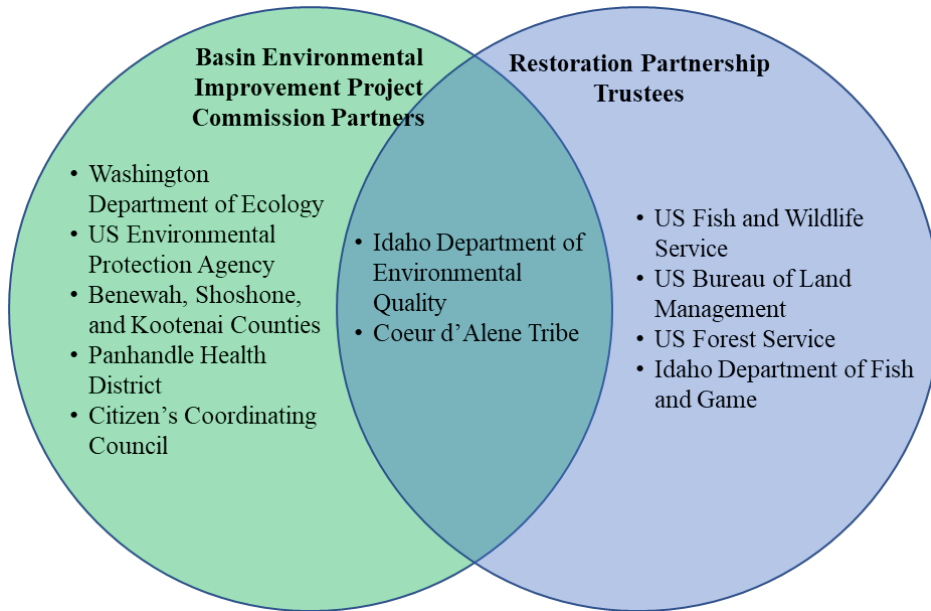 Basin Environmental
Improvement Project
Commission Partners
• Washington
Department of Ecology
• US Environmental
Protection Agency
• Benewah, Shoshone,
and Kootenai Counties
• Panhandle Health
District
• Citizen’s Coordinating
Council
• Idaho Department of
Environmental
Quality
• Coeur d’Alene Tribe
Restoration Partnership
Trustees
• US Fish and Wildlife
Service
• US Bureau of Land
Management
• US Forest Service
• Idaho Department of Fish
and Game